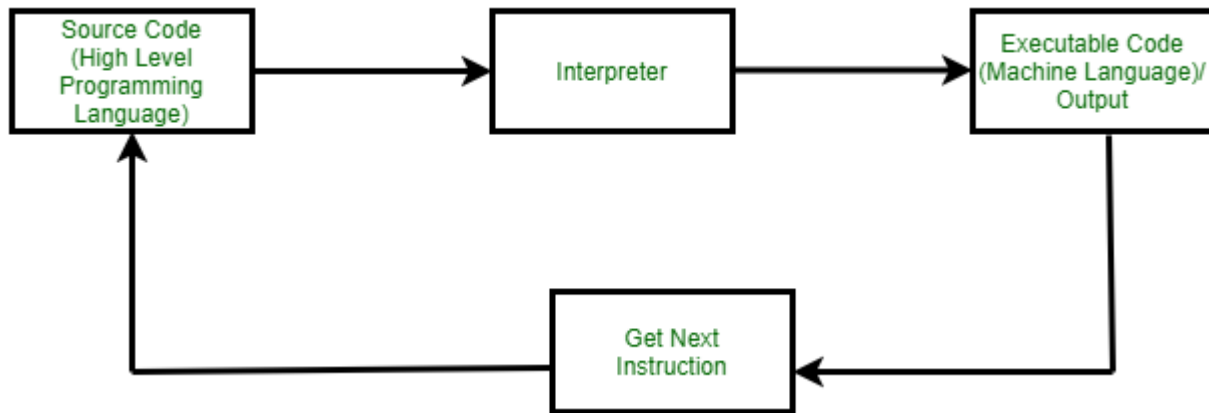 Source Code
(High Level
Programming
Language)
Interpreter
Executable Code
(Machine Language)/
Output
Get Next
Instruction